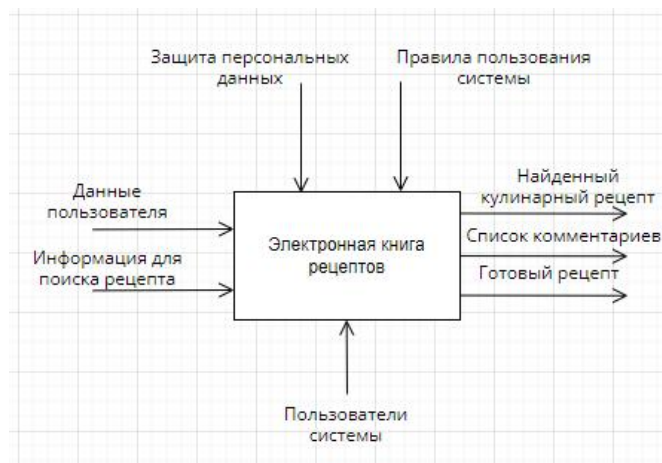 Защита персональных
данных
Правила пользования
системы
Данные
пользователя
Информация для
поиска рецепта
Электронная книга
рецептов
Найденный
кулинарный рецепт
Список комментариев
Готовый рецепт
Пользователи
системы